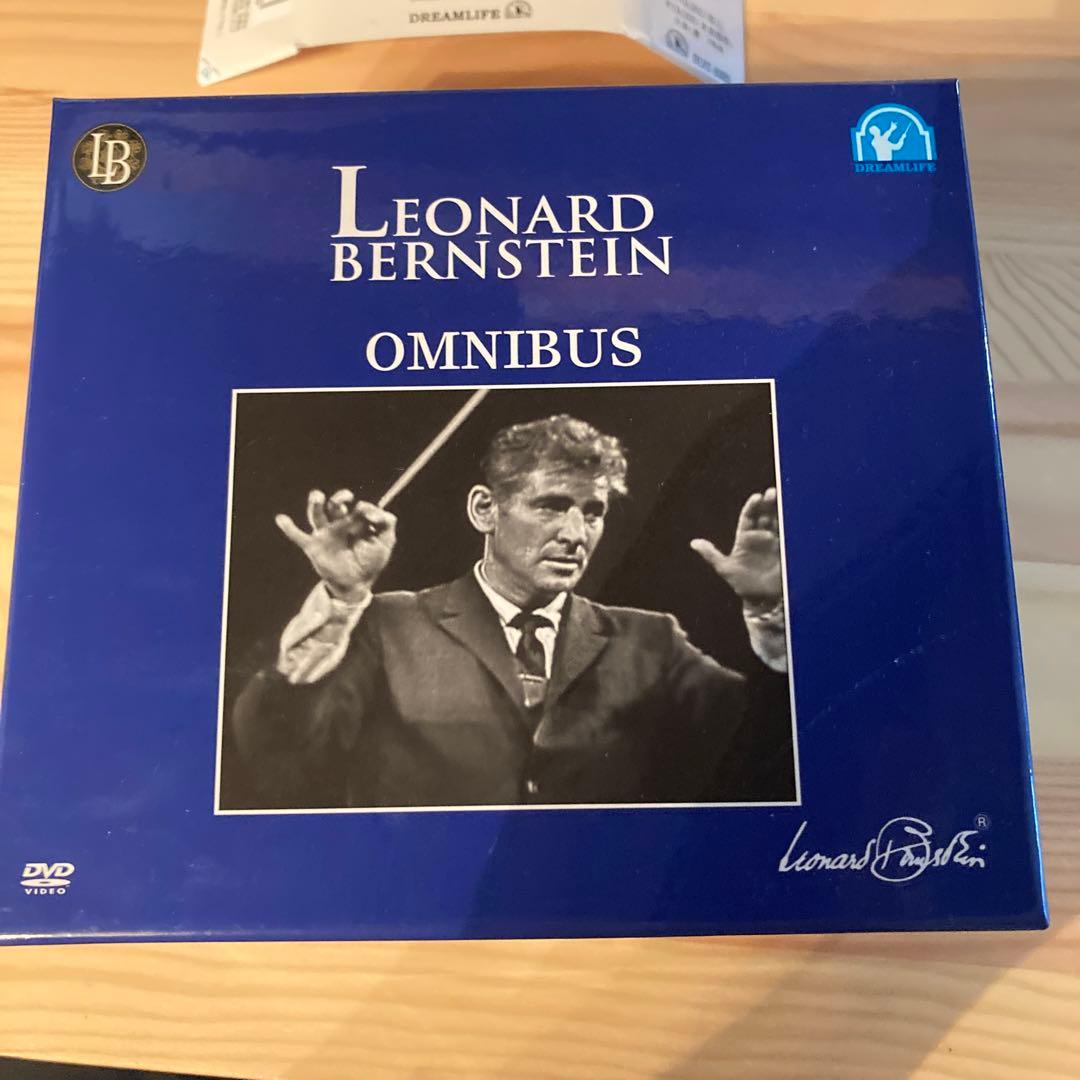 DREAMLIFE
LB
DREAMLIFE
LEONARD
BERNSTEIN
OMNIBUS
Leonard Bernstein ®
DVD
VIDEO